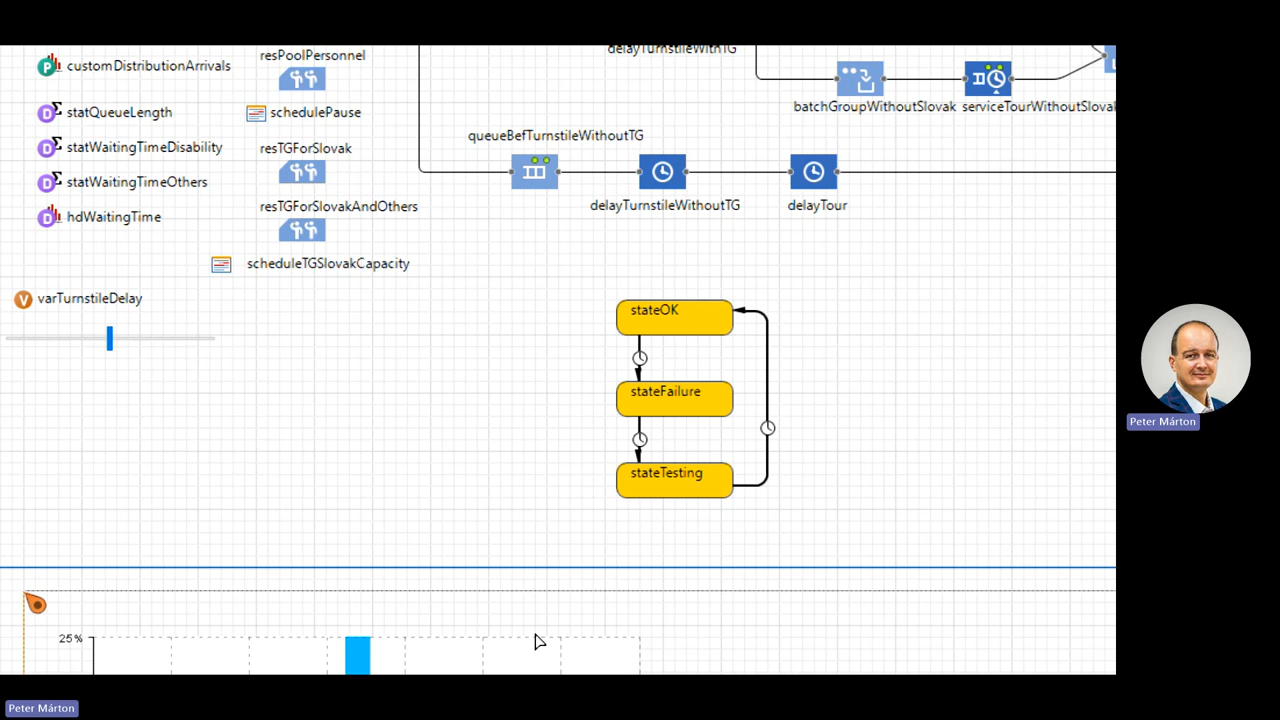 delayTurnstileWithTG
resPoolPersonnel
customDistributionArrivals
batchGroupWithoutSlovak
serviceTourWithoutSlovak
statQueueLength
schedulePause
queueBefTurnstileWithoutTG
statWaitingTimeDisability
resTGForSlovak
statWaitingTimeOthers
delayTurnstileWithoutTG
delayTour
hdWaitingTime
resTGForSlovakAndOthers
scheduleTGSlovakCapacity
varTurnstileDelay
stateOK
stateFailure
stateTesting
25%
Peter Márton
Peter Márton